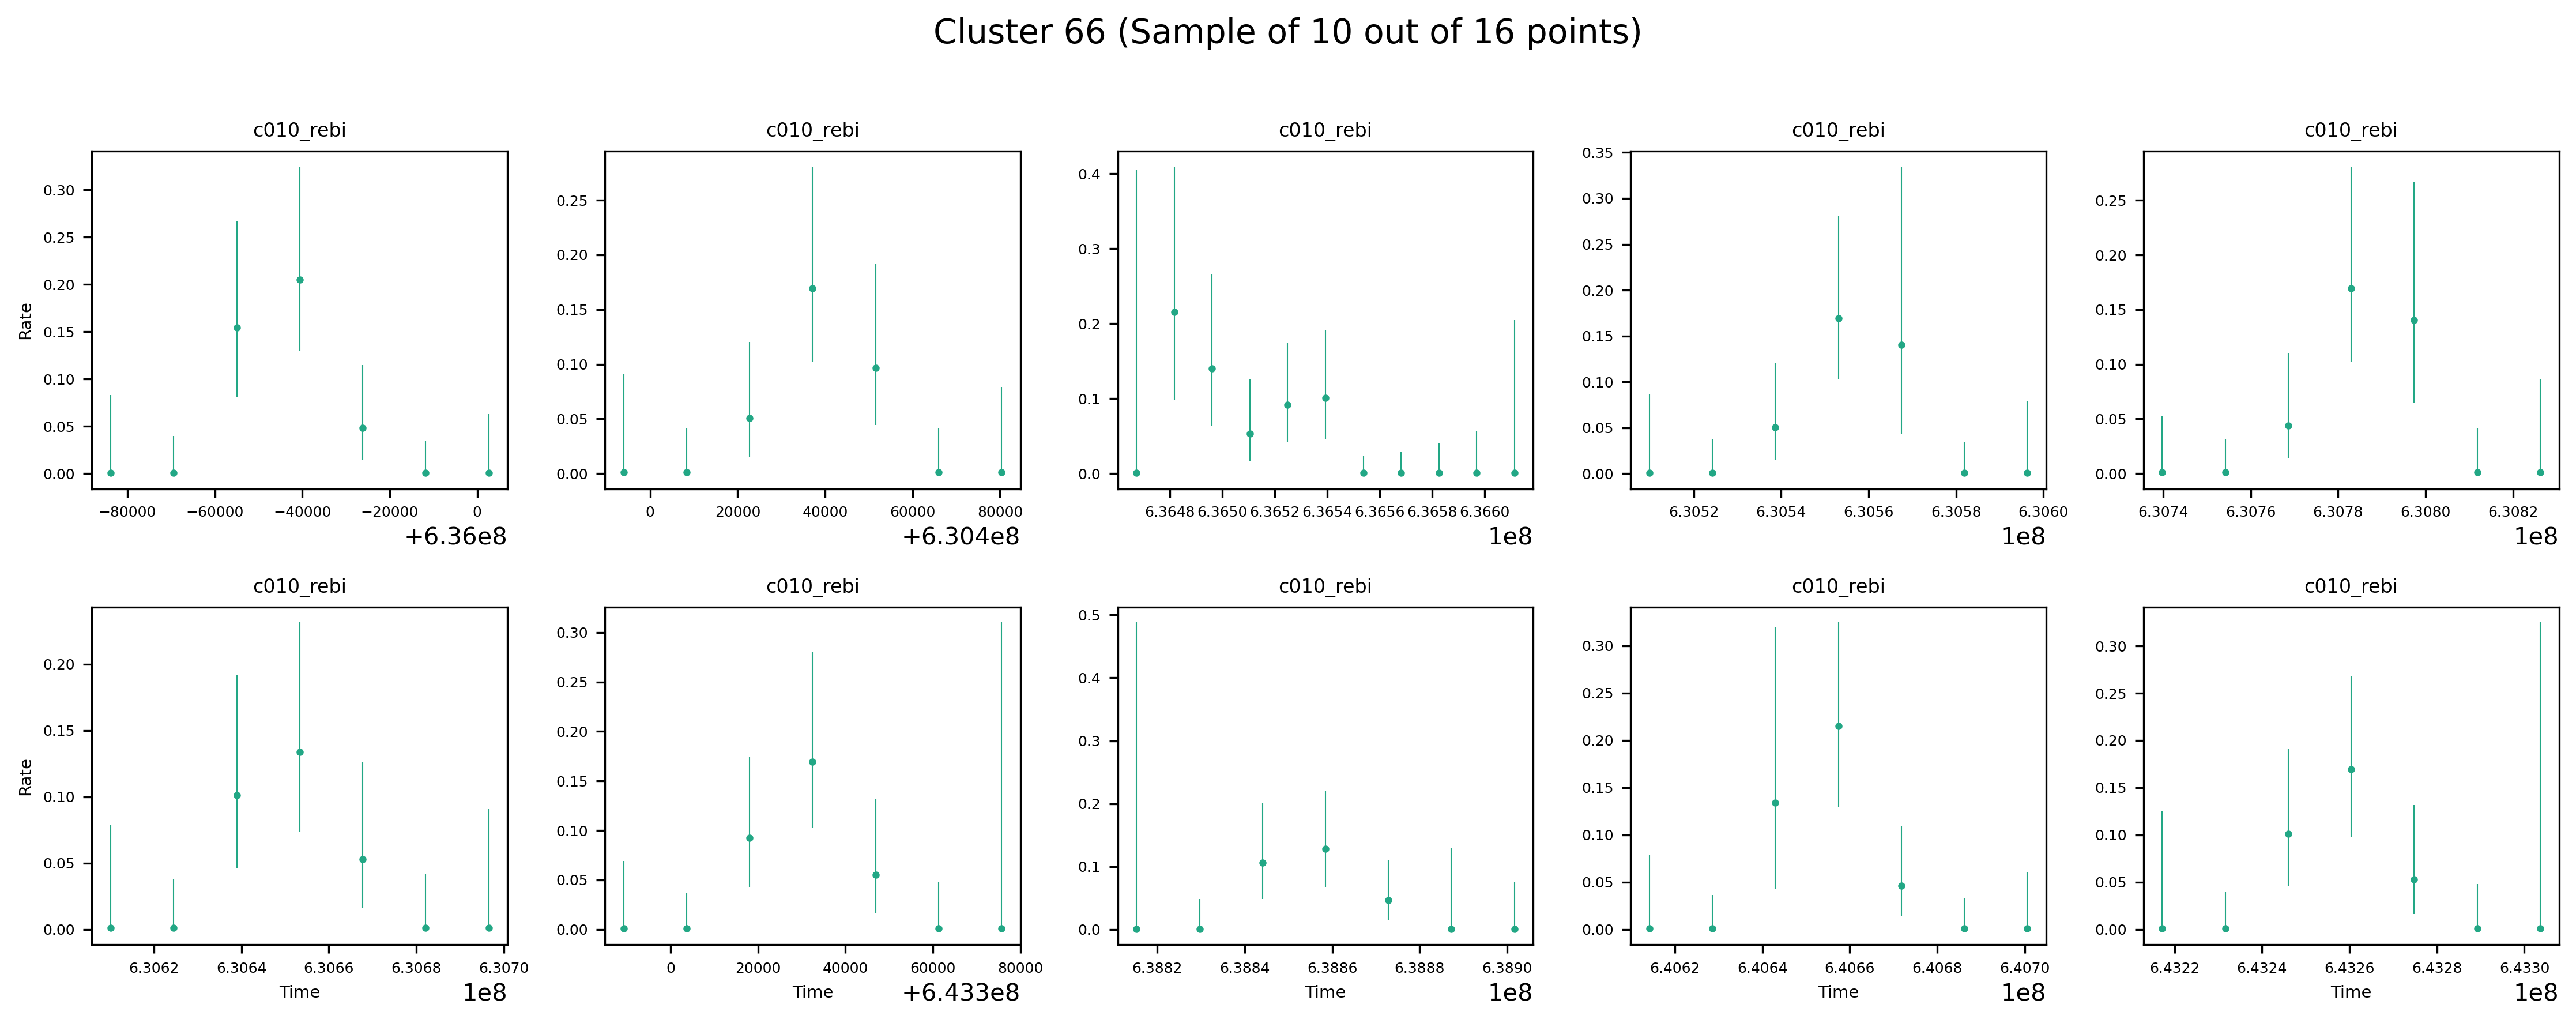 Cluster 66 (Sample of 10 out of 16 points)
c010_rebi c010_rebi c010_rebi c010_rebi c010_rebi
Rate
0.30
0.25
0.20
0.15
0.10
0.05
0.00
−80000 −60000 −40000 −20000 0
+6.36e8
0.25
0.20
0.15
0.10
0.05
0.00
0 20000 40000 60000 80000
+6.304e8
0.4
0.3
0.2
0.1
0.0
6.3648 6.3650 6.3652 6.3654 6.3656 6.3658 6.3660
1e8
0.35
0.30
0.25
0.20
0.15
0.10
0.05
0.00
6.3052 6.3054 6.3056 6.3058 6.3060
1e8
0.25
0.20
0.15
0.10
0.05
0.00
6.3074 6.3076 6.3078 6.3080 6.3082
1e8
c010_rebi c010_rebi c010_rebi c010_rebi c010_rebi
Rate
0.20
0.15
0.10
0.05
0.00
6.3062 6.3064 6.3066 6.3068 6.3070
Time
1e8
0.30
0.25
0.20
0.15
0.10
0.05
0.00
0 20000 40000 60000 80000
Time
+6.433e8
0.5
0.4
0.3
0.2
0.1
0.0
6.3882 6.3884 6.3886 6.3888 6.3890
Time
1e8
0.30
0.25
0.20
0.15
0.10
0.05
0.00
6.4062 6.4064 6.4066 6.4068 6.4070
Time
1e8
0.30
0.25
0.20
0.15
0.10
0.05
0.00
6.4322 6.4324 6.4326 6.4328 6.4330
Time
1e8